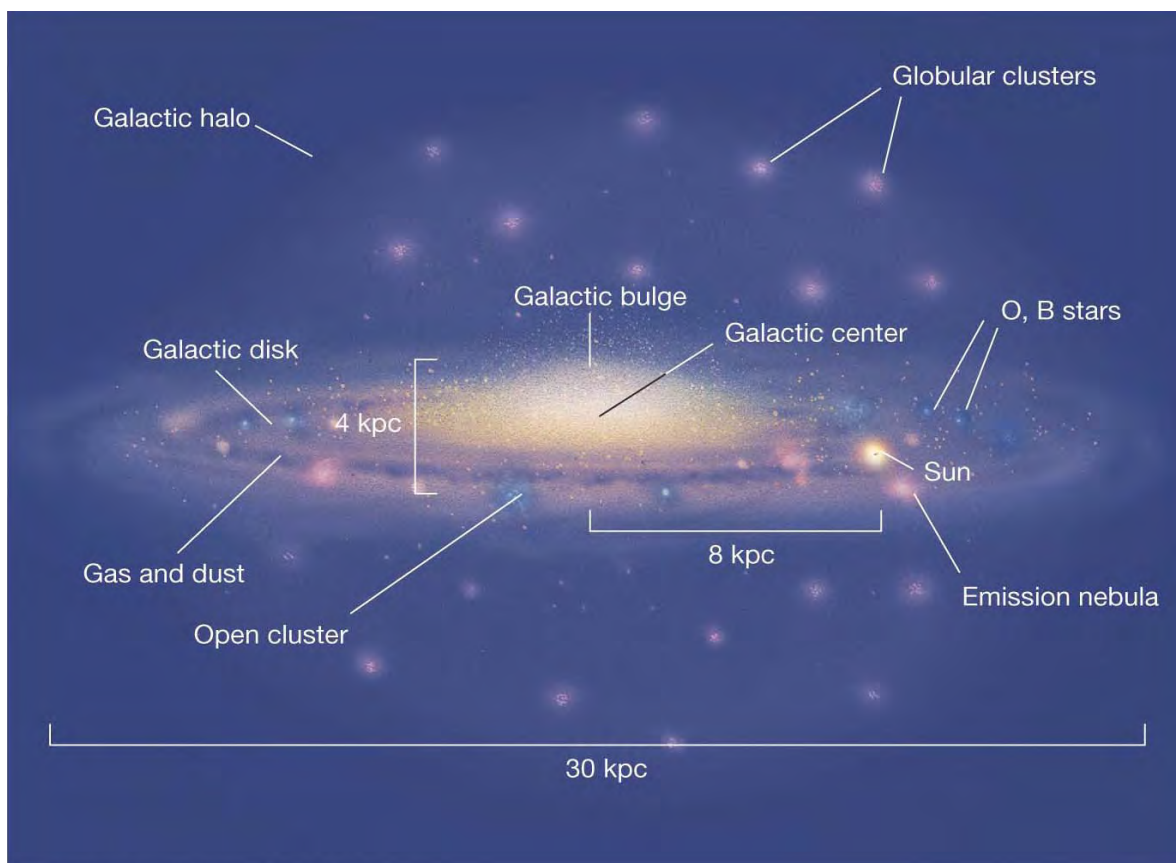 Globular clusters
Galactic halo
Galactic bulge
O, B stars
Galactic center
Galactic disk
4 kpc
Sun
8 kpc
Gas and dust
Emission nebula
Open cluster
30 kpc